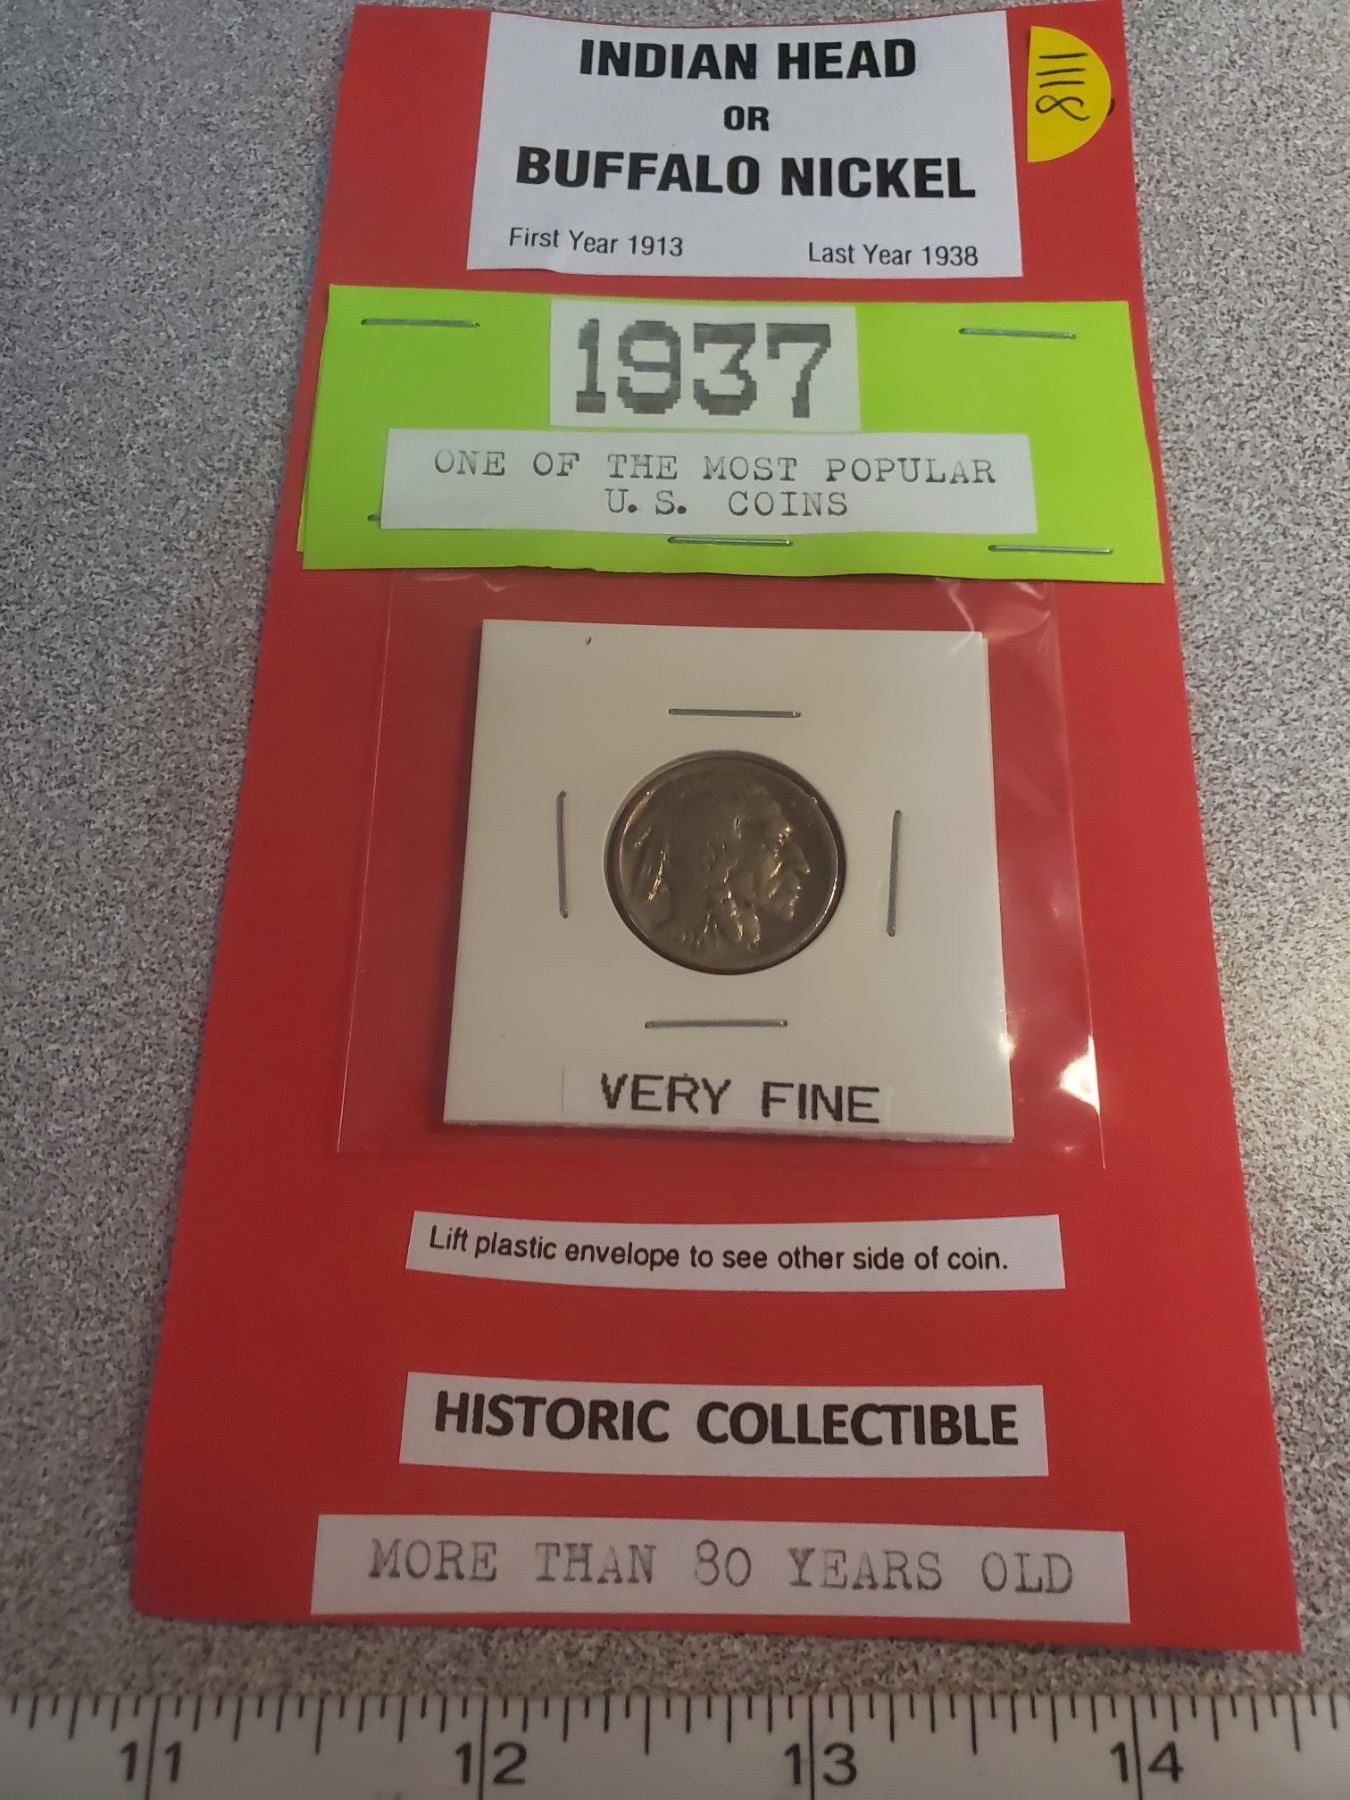 INDIAN HEAD
OR
BUFFALO NICKEL
First Year 1913 Last Year 1938
1118
1937
ONE OF THE MOST POPULAR
U. S. COINS
VERY FINE
Lift plastic envelope to see other side of coin.
HISTORIC COLLECTIBLE
MORE THAN 80 YEARS OLD
11 12 13 14